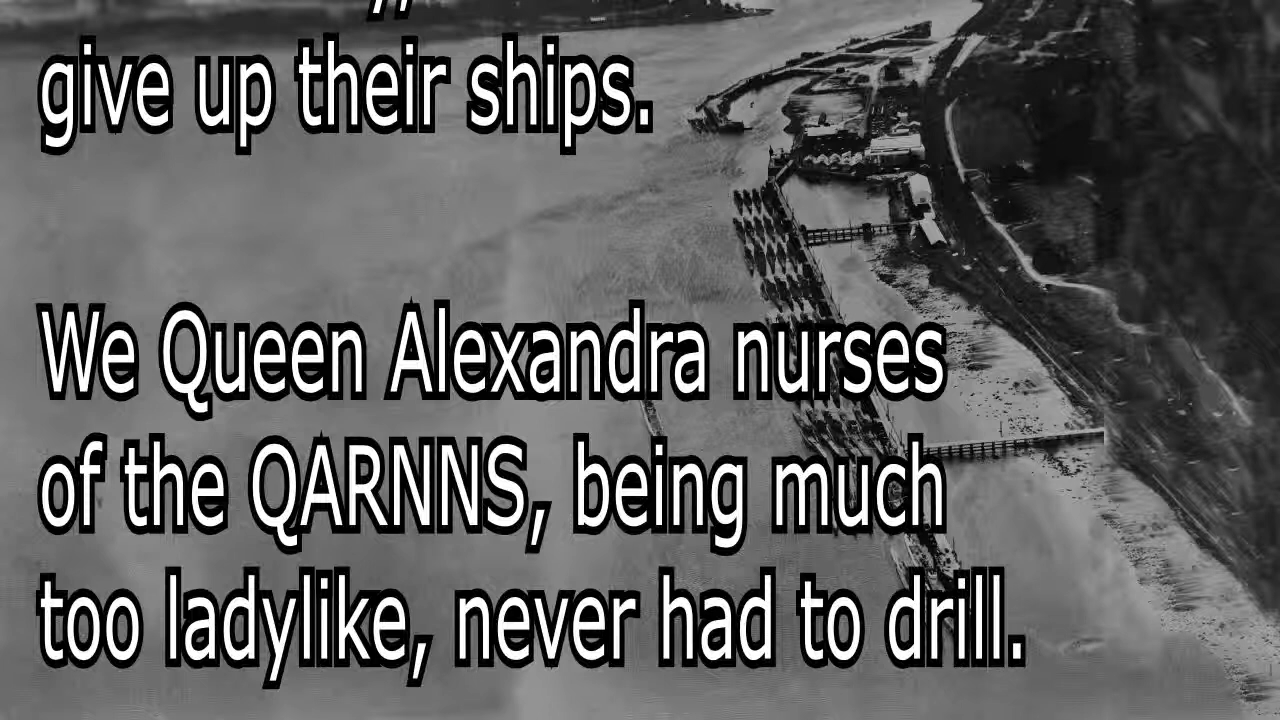 give up their ships.
We Queen Alexandra nurses
of the QARNNS, being much
too ladylike, never had to drill.